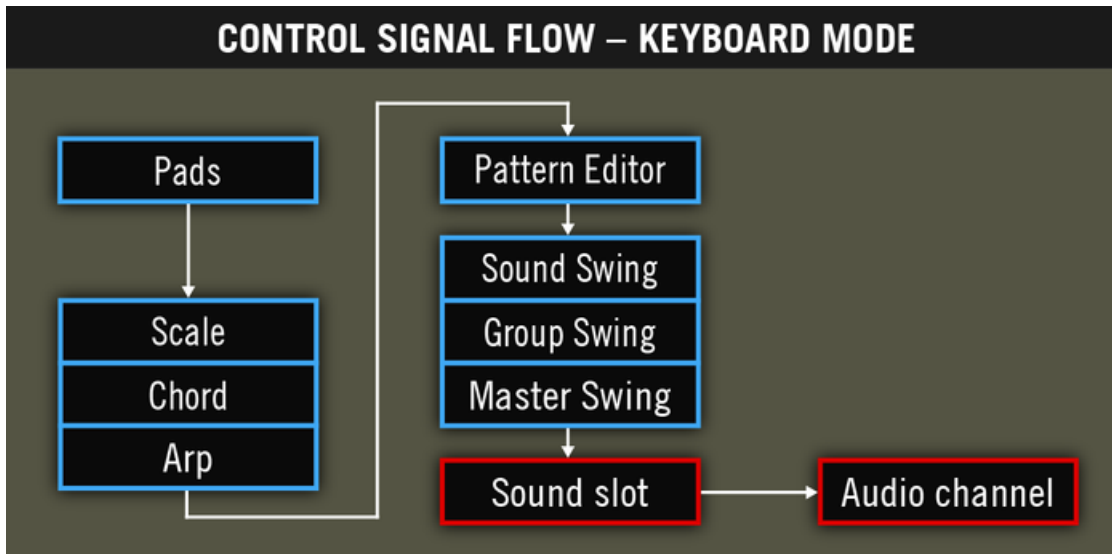 CONTROL SIGNAL FLOW – KEYBOARD MODE
Pads
Scale
Chord
Arp
Pattern Editor
Sound Swing
Group Swing
Master Swing
Sound slot
Audio channel